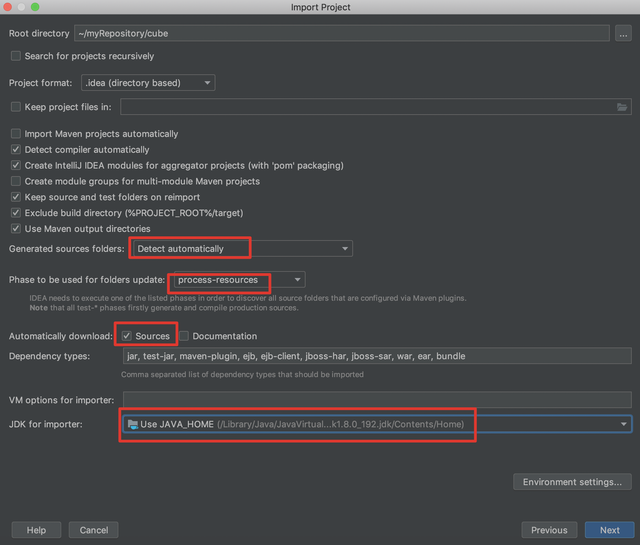 Import Project
Root directory ~/myRepository/cube ...
Search for projects recursively
Project format: .idea (directory based)
Keep project files in:
Import Maven projects automatically
Detect compiler automatically
Create IntelliJ IDEA modules for aggregator projects (with 'pom' packaging)
Create module groups for multi-module Maven projects
Keep source and test folders on reimport
Exclude build directory (%PROJECT_ROOT%/target)
Use Maven output directories
Generated sources folders: Detect automatically
Phase to be used for folders update: process-resources
IDEA needs to execute one of the listed phases in order to discover all source folders that are configured via Maven plugins.
Note that all test-* phases firstly generate and compile production sources.
Automatically download: Sources Documentation
Dependency types: jar, test-jar, maven-plugin, ejb, ejb-client, jboss-har, jboss-sar, war, ear, bundle
Comma separated list of dependency types that should be imported
VM options for importer:
JDK for importer: Use JAVA_HOME (/Library/Java/JavaVirtual...k1.8.0_192.jdk/Contents/Home)
Environment settings...
Help Cancel Previous Next